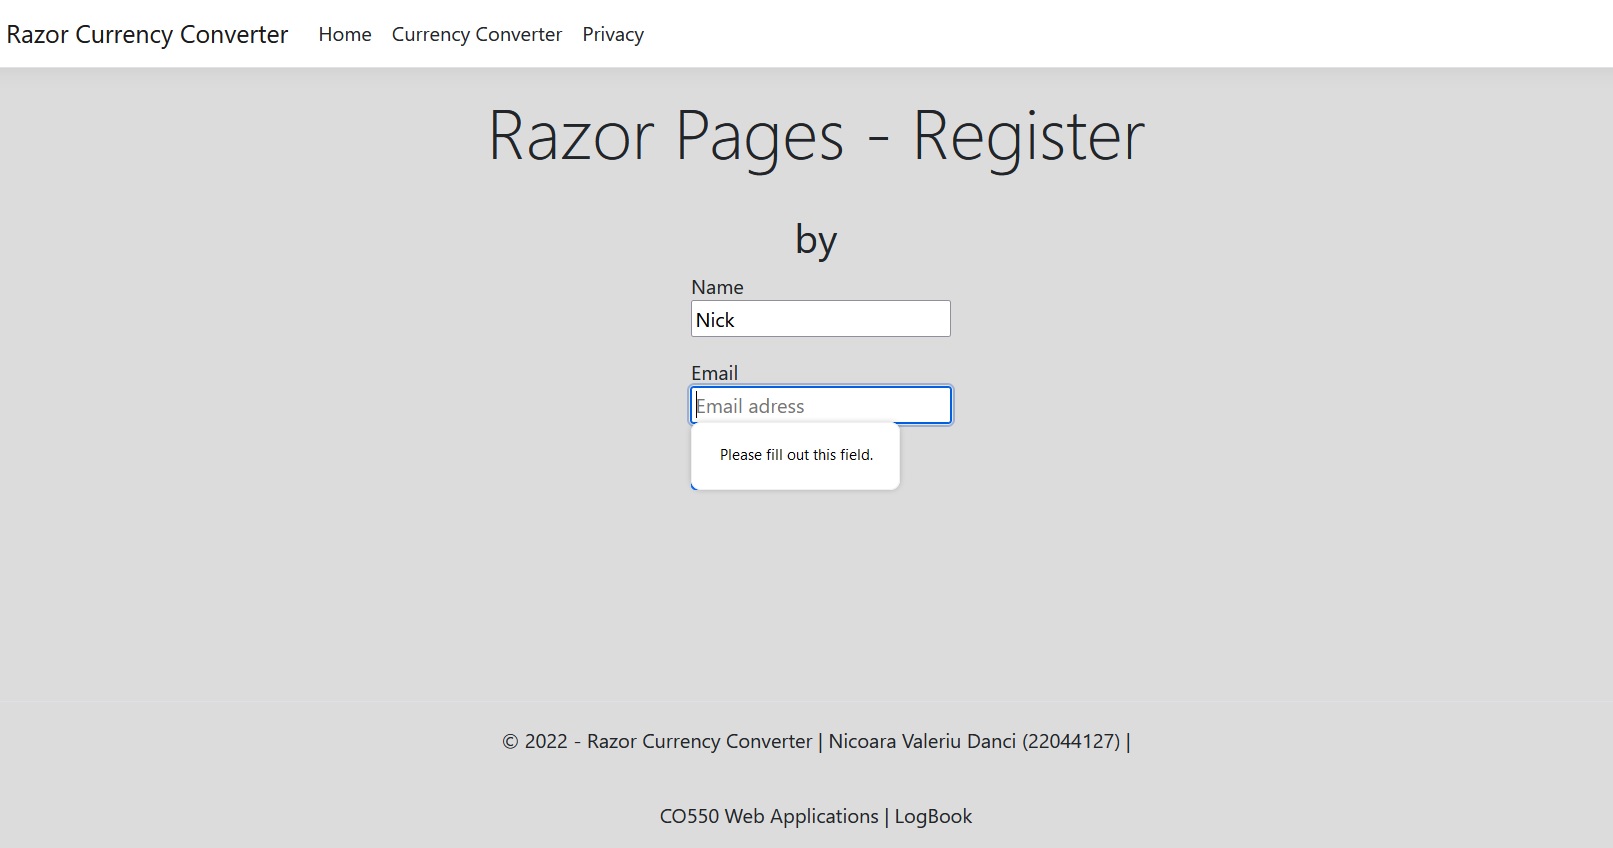 Razor Currency Converter Home Currency Converter Privacy
Razor Pages - Register
by
Name
Nick
Email
Email adress
Please fill out this field.
© 2022 - Razor Currency Converter | Nicoara Valeriu Danci (22044127) |
CO550 Web Applications | LogBook